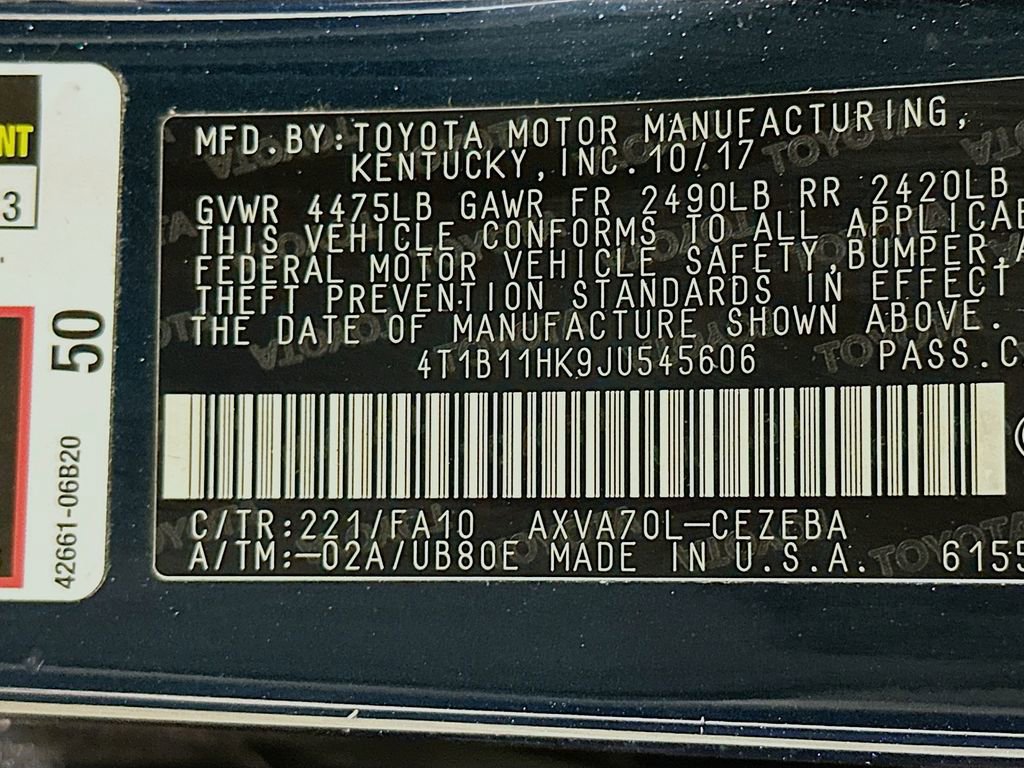 NT
3
50
42661-06B20
MFD.BY:TOYOTA MOTOR MANUFACTURING,
KENTUCKY,INC.10/17
GVWR 4475LB GAWR FR 2490LB RR 2420LB
THIS VEHICLE CONFORMS TO ALL APPLICAB
FEDERAL MOTOR VEHICLE SAFETY,BUMPER,A
THEFT PREVENTION STANDARDS IN EFFECT
THE DATE OF MANUFACTURE SHOWN ABOVE.
4T1B11HK9JU545606 PASS.C
C/TR:221/FA10 AXVA70L-CEZEBA
A/TM:-02A/UB80E MADE IN U.S.A. 6155